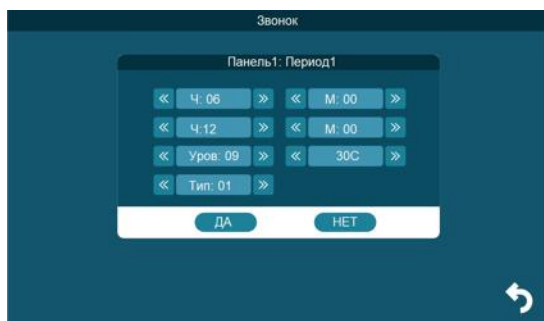 Звонок
Панель1: Период1
« Ч: 06 » « М: 00 »
« Ч:12 » « М: 00 »
« Уров: 09 » « 30С »
« Тип: 01 »
ДА НЕТ